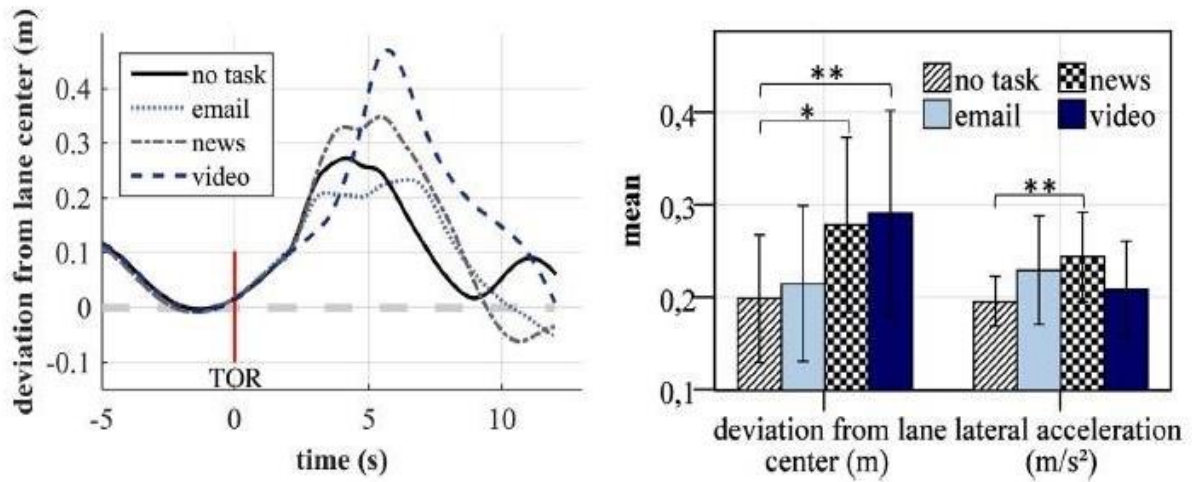 deviation from lane center (m)
0.4
0.3
0.2
0.1
0
-0.1
no task
email
news
video
TOR
-5
0
5
10
time (s)
mean
0,4
0,3
0,2
0,1
**
*
**
no task
news
email
video
deviation from lane
center (m)
lateral acceleration
(m/s²)